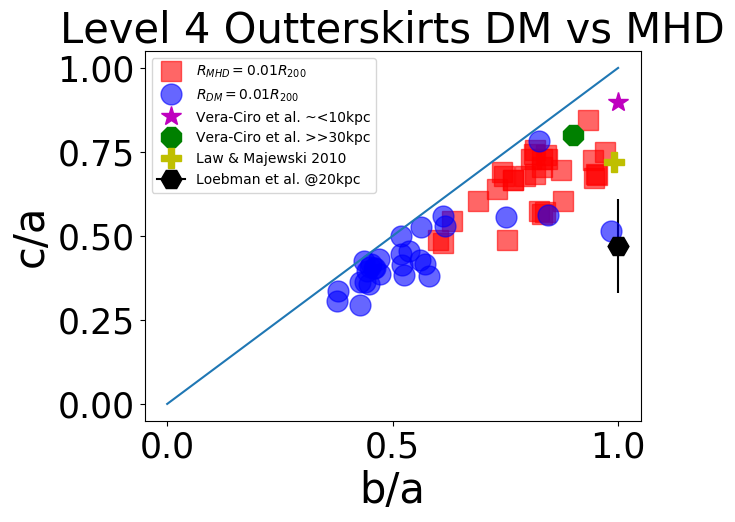 Level 4 Outterskirts DM vs MHD
1.00
0.75
0.50
0.25
0.00
c/a
R_{MHD} = 0.01R_{200}
R_{DM} = 0.01R_{200}
Vera-Ciro et al. ~<10kpc
Vera-Ciro et al. >>30kpc
Law & Majewski 2010
Loebman et al. @20kpc
0.0 0.5 1.0
b/a